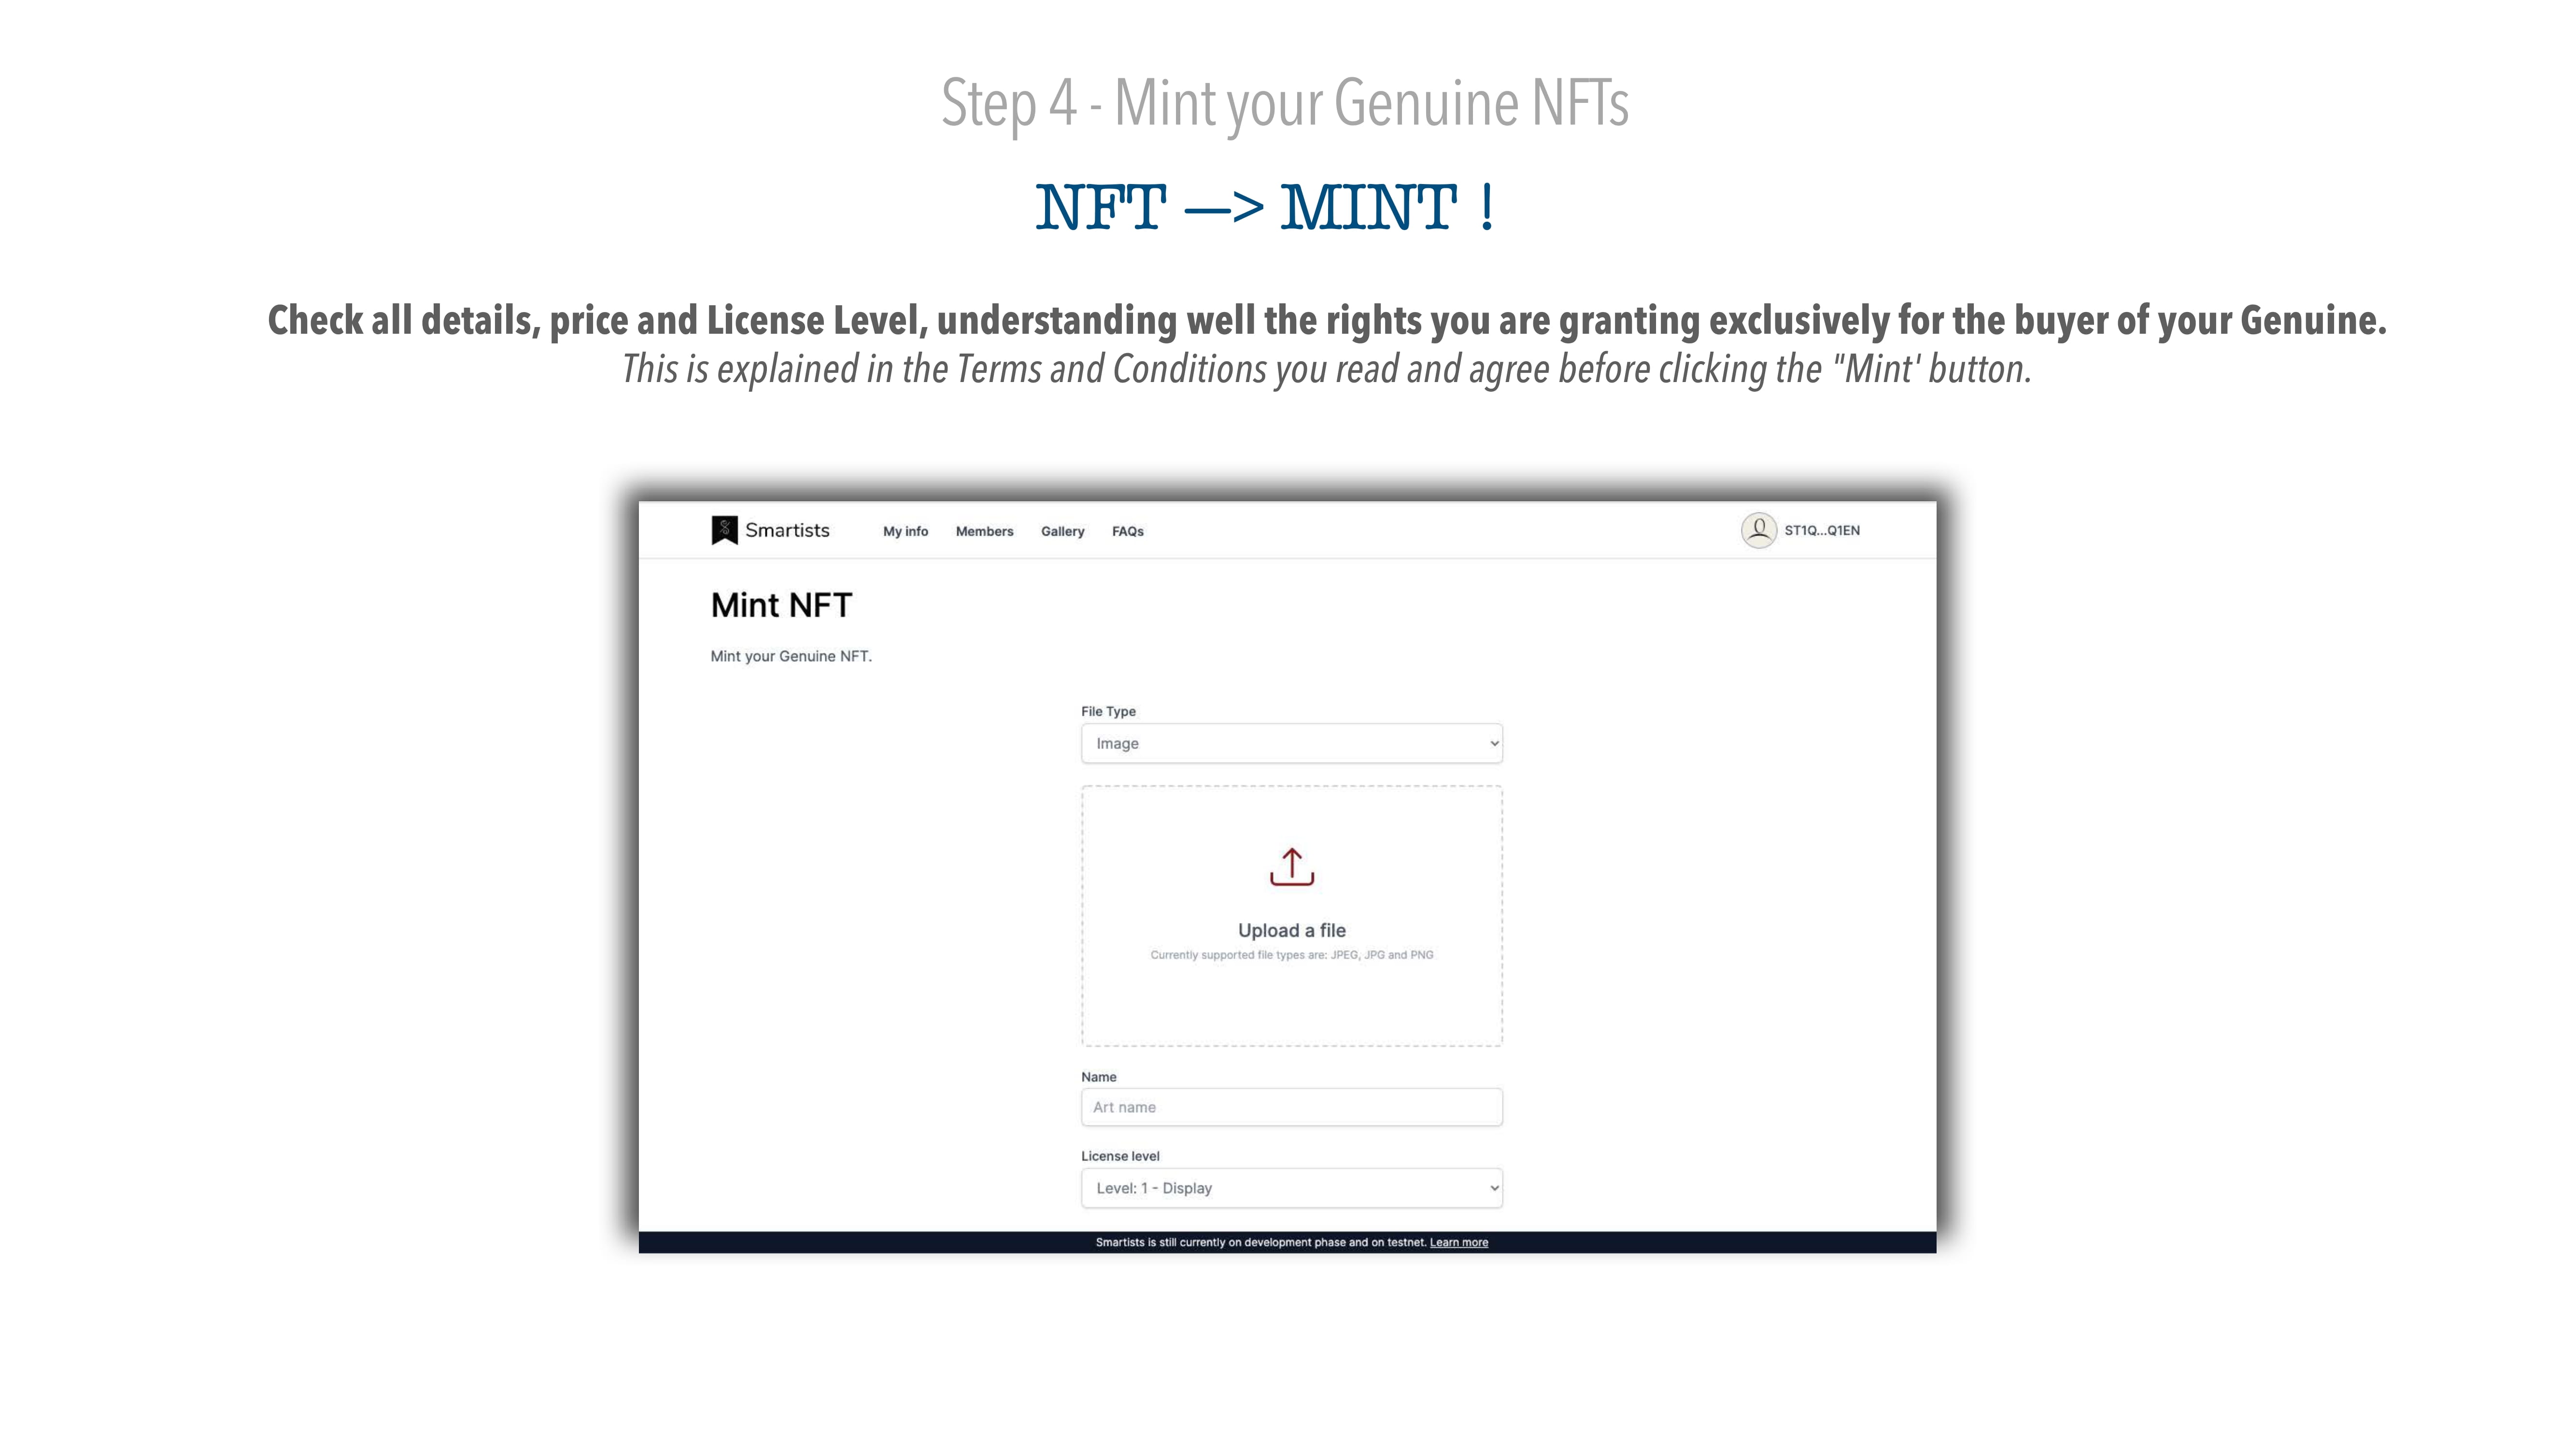 Step 4 - Mint your Genuine NFTs
NFT —> MINT !
Check all details, price and License Level, understanding well the rights you are granting exclusively for the buyer of your Genuine.
This is explained in the Terms and Conditions you read and agree before clicking the "Mint' button.
Smartists My info Members Gallery FAQs ST1Q...Q1EN
Mint NFT
Mint your Genuine NFT.
File Type
Image
Upload a file
Currently supported file types are: JPEG, JPG and PNG
Name
Art name
License level
Level: 1 - Display
Smartists is still currently on development phase and on testnet. Learn more